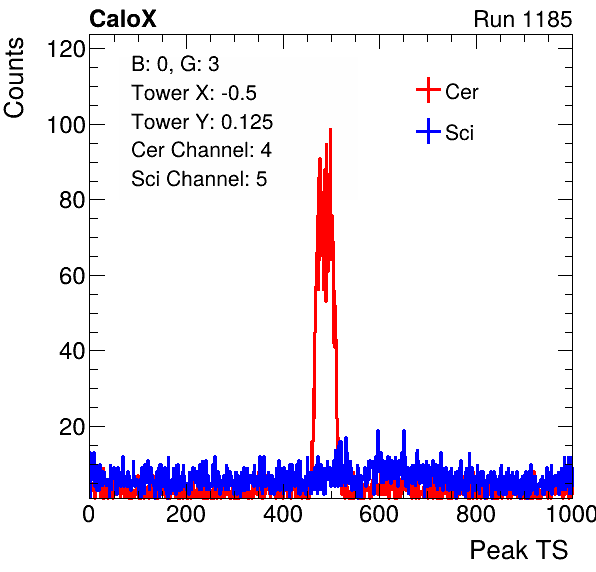 CaloX
Run 1185
Counts
120
100
80
60
40
20
B: 0, G: 3
Tower X: -0.5
Tower Y: 0.125
Cer Channel: 4
Sci Channel: 5
Cer
Sci
0 200 400 600 800 1000
Peak TS